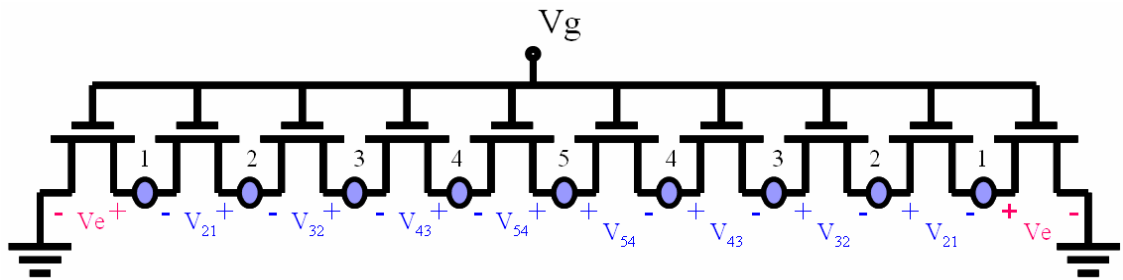 Vg
1 2 3 4 5 4 3 2 1
- Ve + - V21 + - V32 + - V43 + - V54 + + V54 - + V43 - + V32 - + V21 - + Ve -